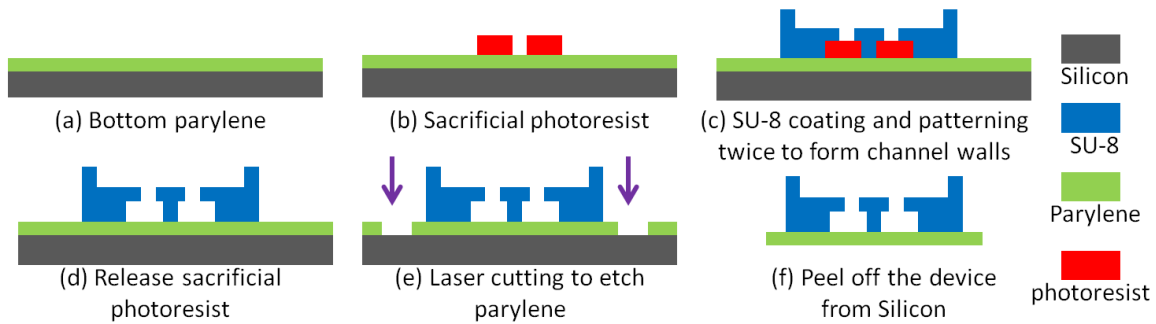 (a) Bottom parylene
(b) Sacrificial photoresist
(c) SU-8 coating and patterning
twice to form channel walls
Silicon
SU-8
Parylene
photoresist
(d) Release sacrificial
photoresist
(e) Laser cutting to etch
parylene
(f) Peel off the device
from Silicon